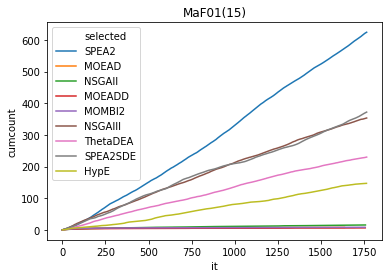 MaF01(15)
cumcount
600
500
400
300
200
100
0
selected
SPEA2
MOEAD
NSGAII
MOEADD
MOMBI2
NSGAIII
ThetaDEA
SPEA2SDE
HypE
0 250 500 750 1000 1250 1500 1750
it